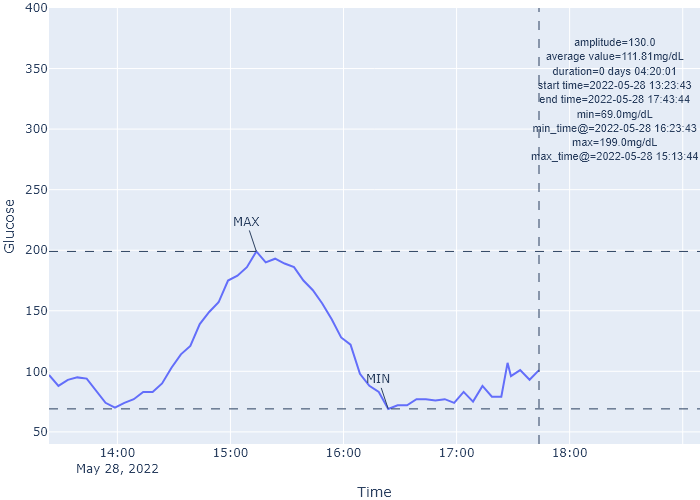 400
350
300
250
200
150
100
50
Glucose
amplitude=130.0
average value=111.81mg/dL
duration=0 days 04:20:01
start time=2022-05-28 13:23:43
end time=2022-05-28 17:43:44
min=69.0mg/dL
min_time@=2022-05-28 16:23:43
max=199.0mg/dL
max_time@=2022-05-28 15:13:44
MAX
MIN
14:00
15:00
16:00
17:00
18:00
May 28, 2022
Time